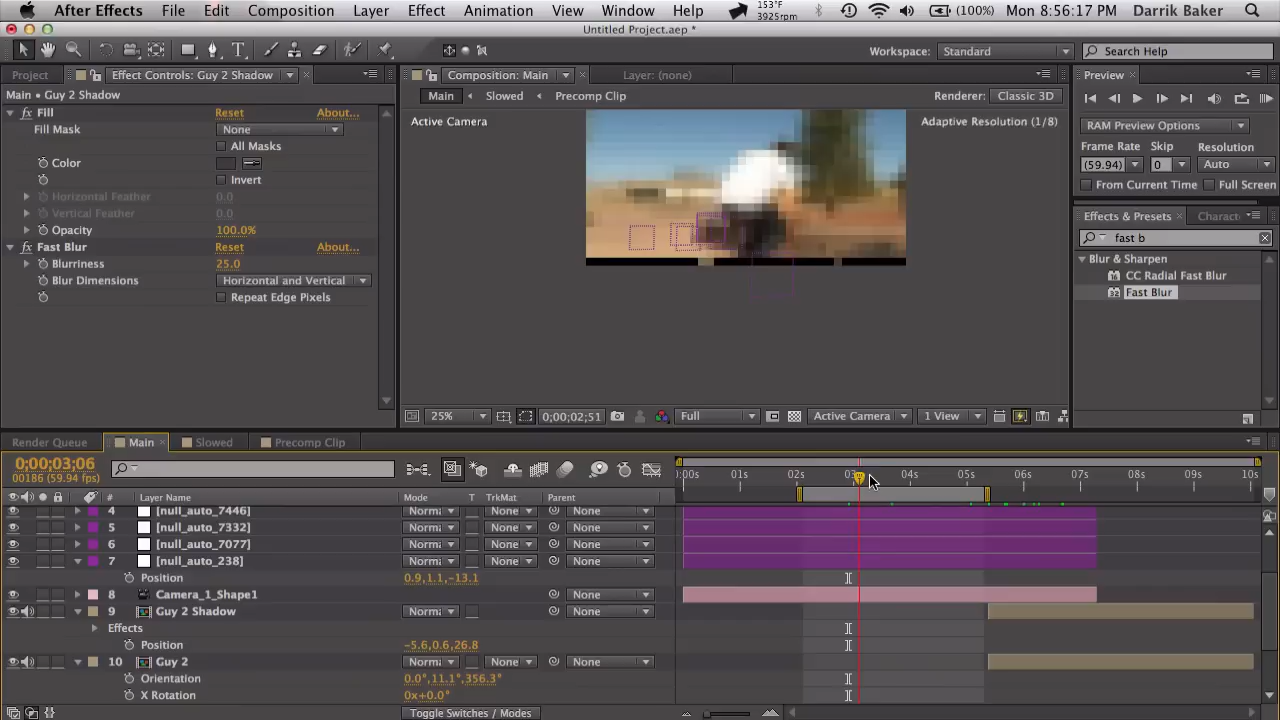 After Effects File Edit Composition Layer Effect Animation View Window Help 153°F 3925rpm (100%) Mon 8:56:17 PM Darrik Baker
Untitled Project.aep *
Workspace: Standard Search Help
Project Effect Controls: Guy 2 Shadow Composition: Main Layer: (none) Preview
Main • Guy 2 Shadow Main Slowed Precomp Clip Renderer: Classic 3D
fx Fill Reset About...
Fill Mask None
All Masks
Color
Invert
Horizontal Feather 0.0
Vertical Feather 0.0
Opacity 100.0%
fx Fast Blur Reset About...
Blurriness 25.0
Blur Dimensions Horizontal and Vertical
Repeat Edge Pixels
Active Camera Adaptive Resolution (1/8)
25% 0;00;02;51 Full Active Camera 1 View
RAM Preview Options
Frame Rate Skip Resolution
(59.94) 0 Auto
From Current Time Full Screen
Effects & Presets Charact
fast b
Blur & Sharpen
CC Radial Fast Blur
32 Fast Blur
Render Queue Main Slowed Precomp Clip
0;00;03;06
00186 (59.94 fps)
0:00s 01s 02s 03s 04s 05s 06s 07s 08s 09s 10s
# Layer Name Mode T TrkMat Parent
4 [null_auto_7446] Norma None None
5 [null_auto_7332] Norma None None
6 [null_auto_7077] Norma None None
7 [null_auto_238] Norma None None
Position 0.9,1.1,-13.1
8 Camera_1_Shape1 None
9 Guy 2 Shadow Norma None
Effects
Position -5.6,0.6,26.8
10 Guy 2 Norma None None
Orientation 0.0°,11.1°,356.3°
X Rotation 0x+0.0°
Toggle Switches / Modes